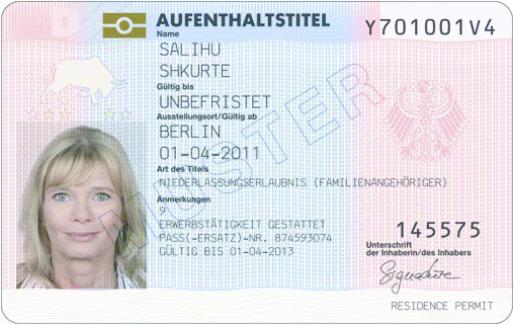 D
AUFENTHALTSTITEL
Y701001V4
Name
SALIHU
SHKURTE
Gültig bis
UNBEFRISTET
Ausstellungsort/Gültig ab
BERLIN
01-04-2011
Art des Titels
NIEDERLASSUNGSERLAUBNIS (FAMILIENANGEHÖRIGER)
Anmerkungen
9
ERWERBSTÄTIGKEIT GESTATTET
PASS(-ERSATZ)-NR. 874593074
GÜLTIG BIS 01-04-2013
MUSTER
145575
Unterschrift
der Inhaberin/des Inhabers
Signature
RESIDENCE PERMIT